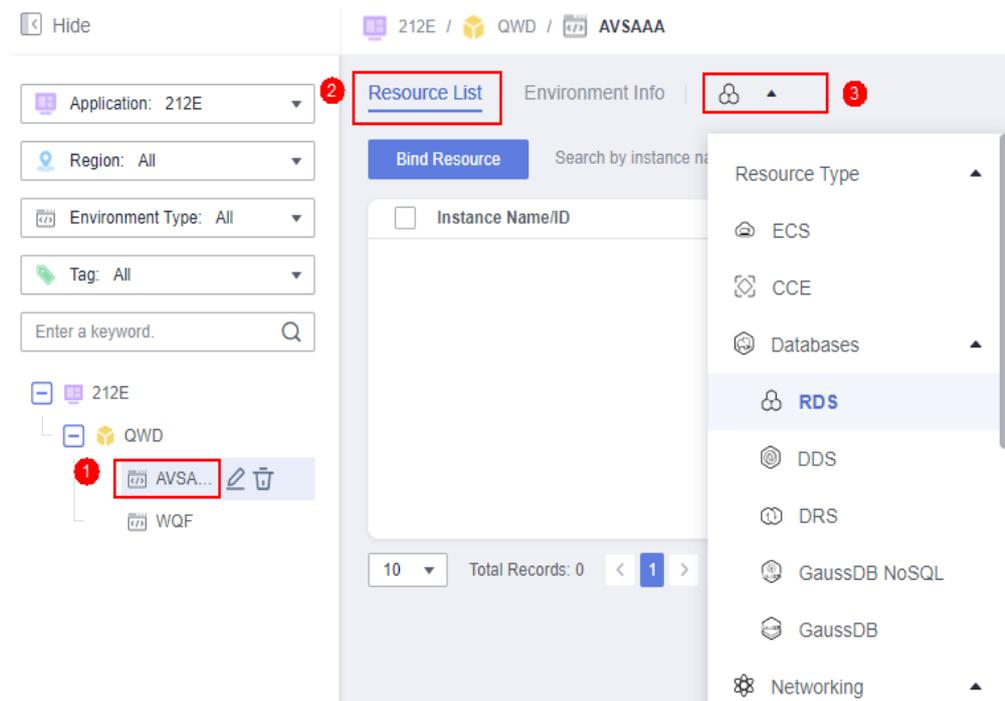 Hide
212E / QWD / AVSAAA
Application: 212E
2
Resource List
Environment Info
3
Region: All
Bind Resource
Search by instance na
Resource Type
Environment Type: All
Instance Name/ID
ECS
Tag: All
CCE
Enter a keyword.
Databases
212E
RDS
QWD
DDS
1
AVSA...
WQF
DRS
10
Total Records: 0
< 1 >
GaussDB NoSQL
GaussDB
Networking